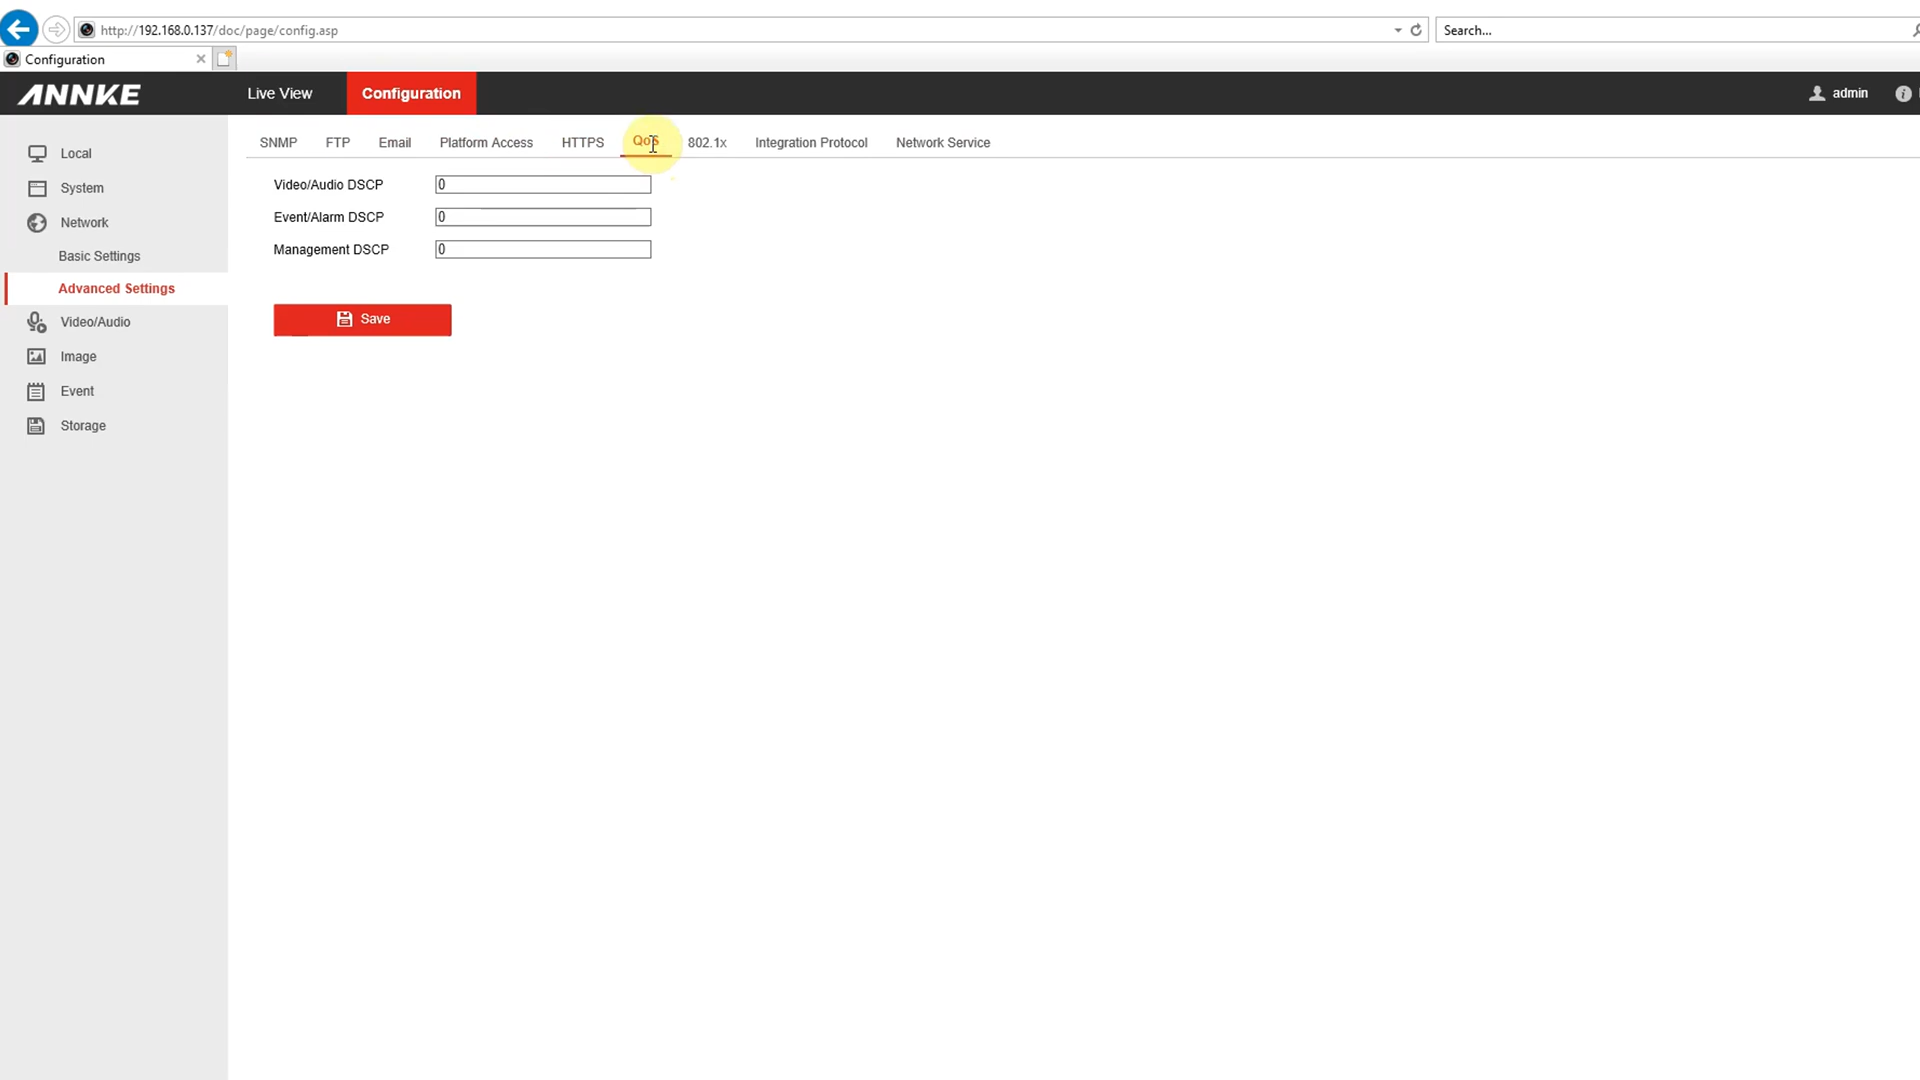 http://192.168.0.137/doc/page/config.asp
Search...
Configuration
ANNKE
Live View
Configuration
admin
SNMP
FTP
Email
Platform Access
HTTPS
QoS
802.1x
Integration Protocol
Network Service
Local
System
Network
Basic Settings
Advanced Settings
Video/Audio
Image
Event
Storage
Video/Audio DSCP
0
Event/Alarm DSCP
0
Management DSCP
0
Save